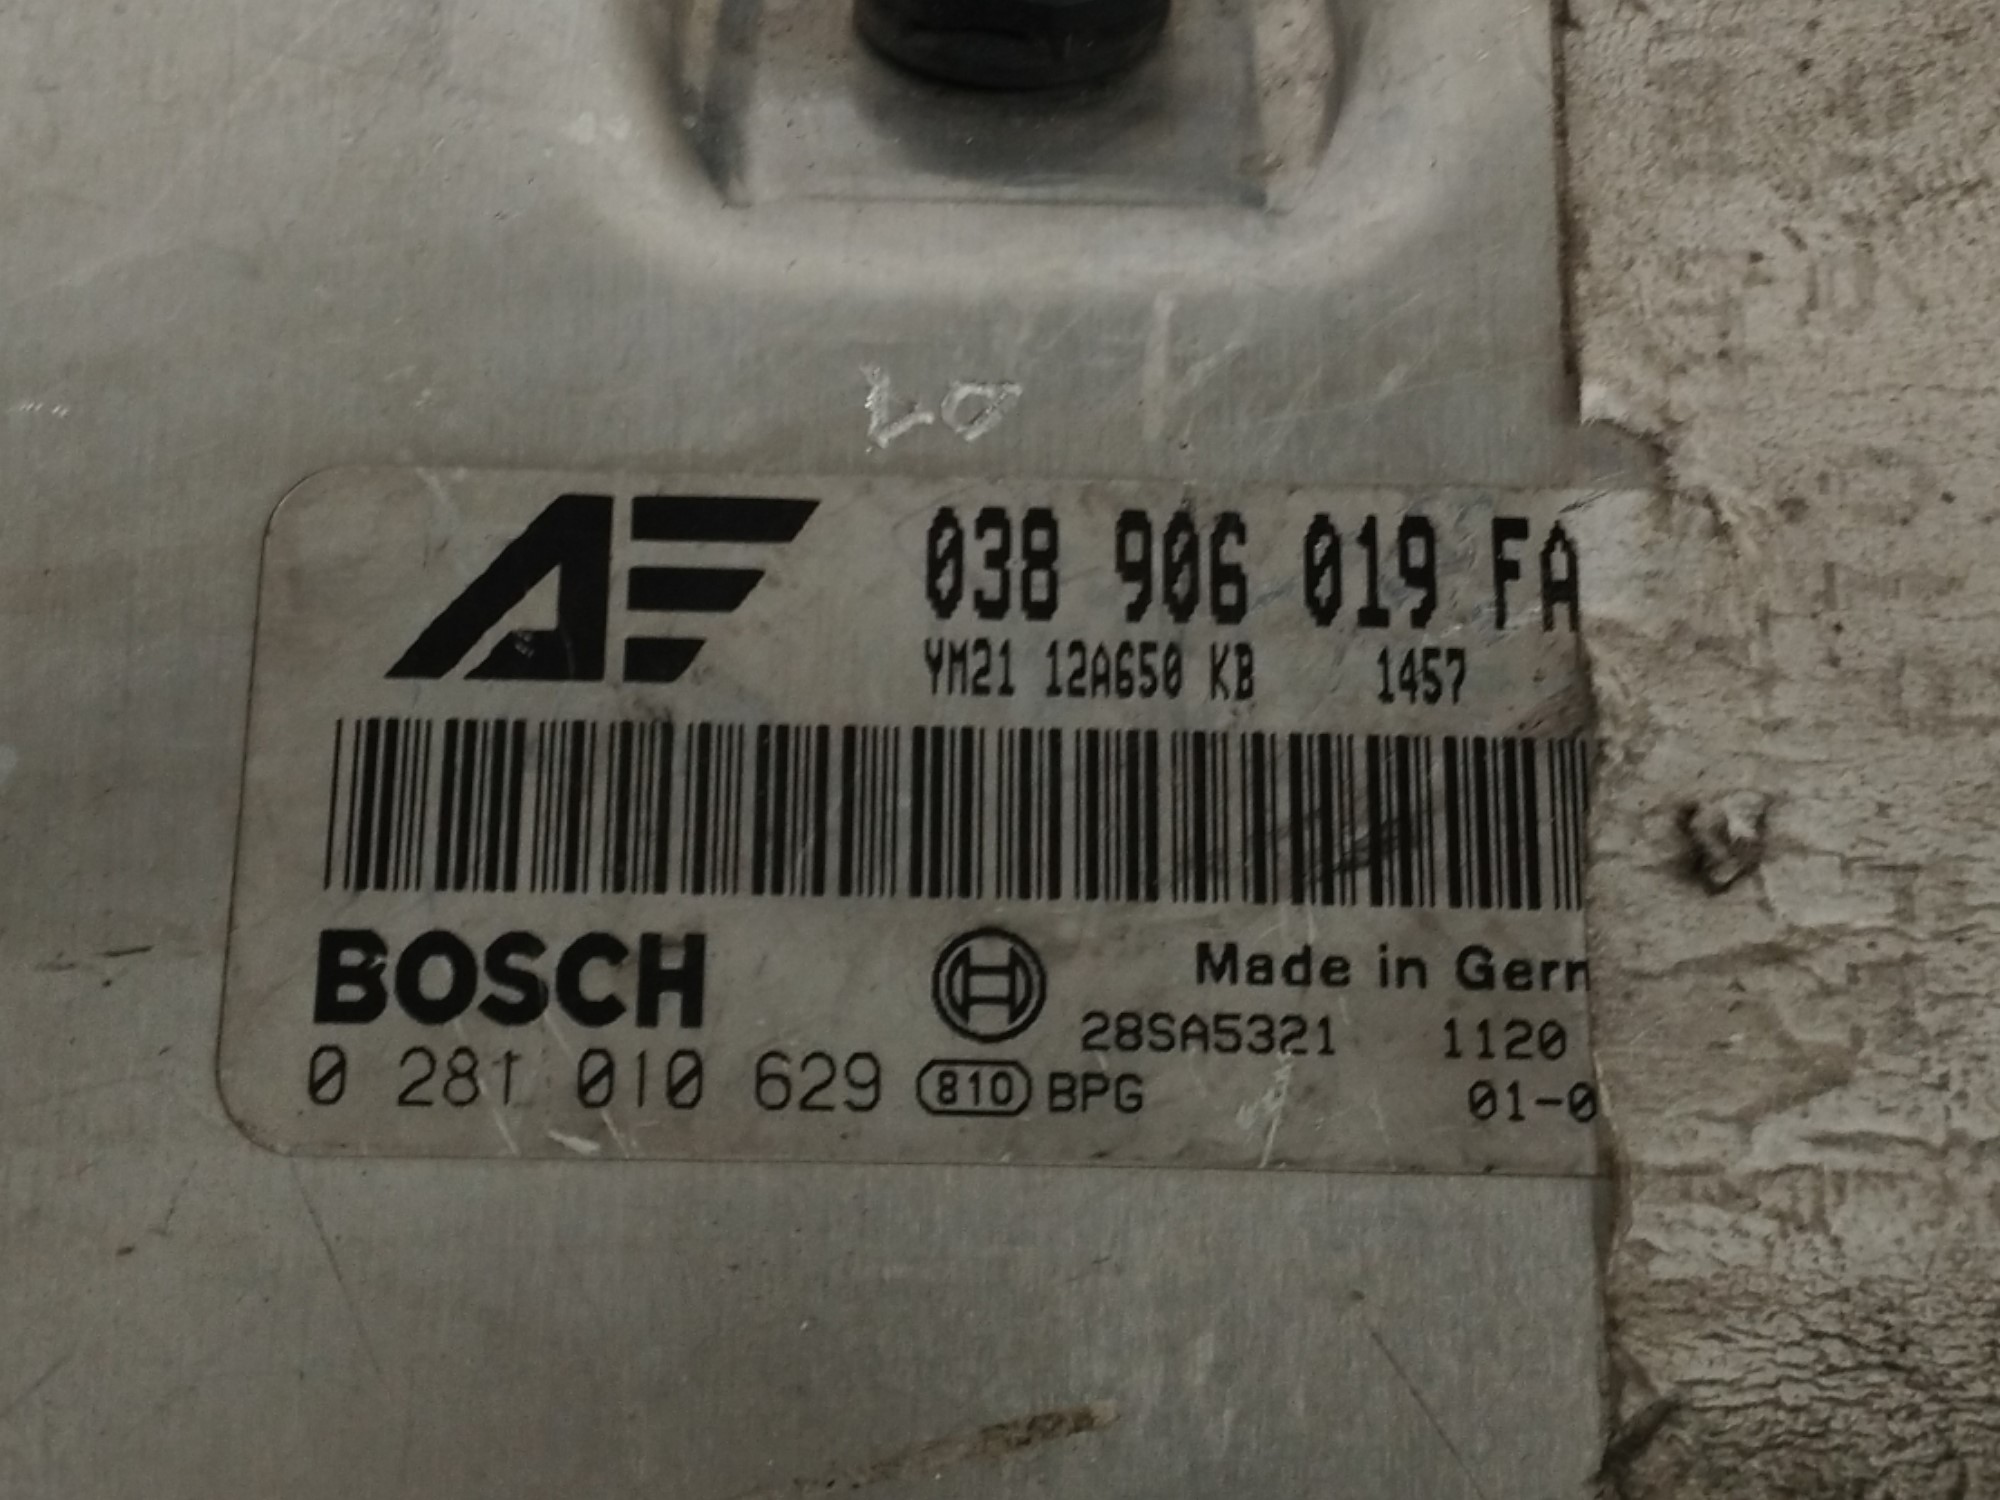 AF
038 906 019 FA
YM21 12A650 KB 1457
BOSCH
Made in Gern
28SA5321 1120
0 281 010 629 810 BPG
01-0